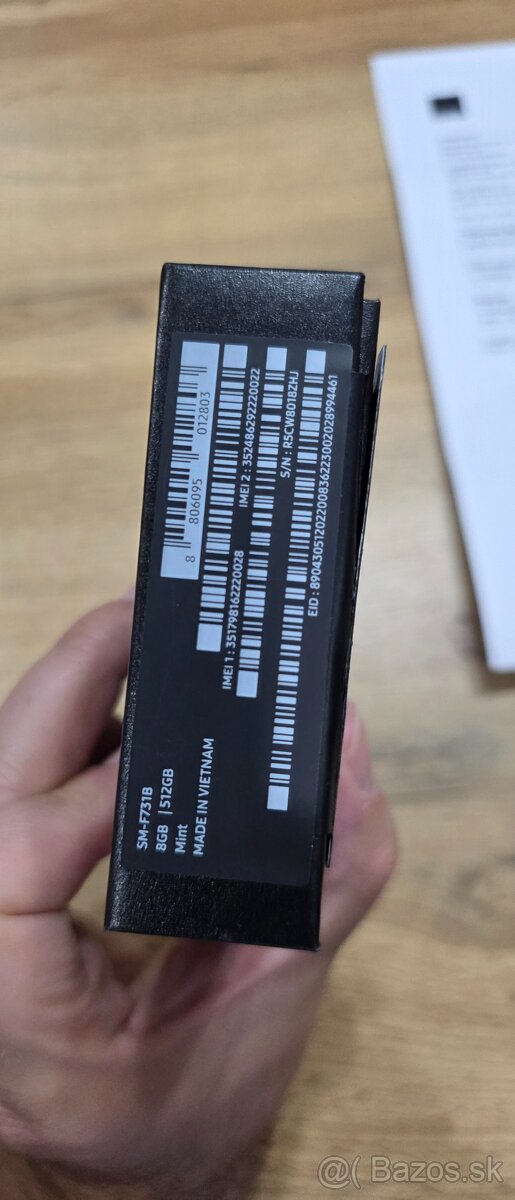 SM-F731B
8GB | 512GB
Mint
MADE IN VIETNAM
8 806095 012803
IMEI 1 : 351798162220028
IMEI 2 : 352486292220022
S/N : R5CW8018ZHJ
EID : 89043051202200836223002028994461
@( Bazos.sk